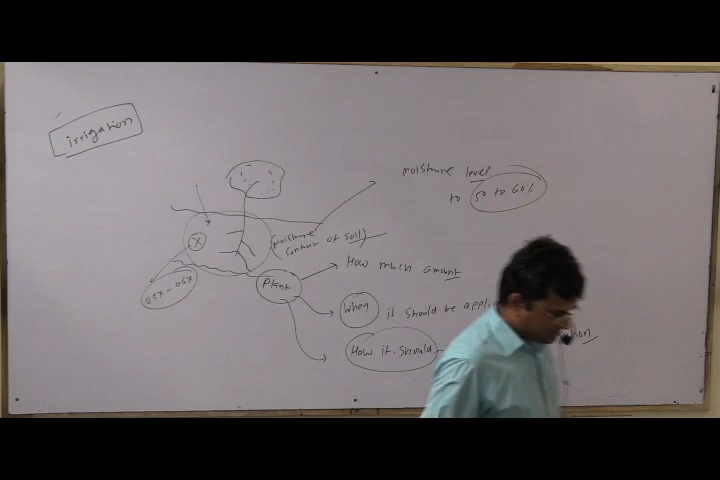 irrigation
moisture level
to 50 to 60%
X
(moisture
content of soil)
0.5X - 0.6X
Plant
How much amount
When it should be appli
How it should